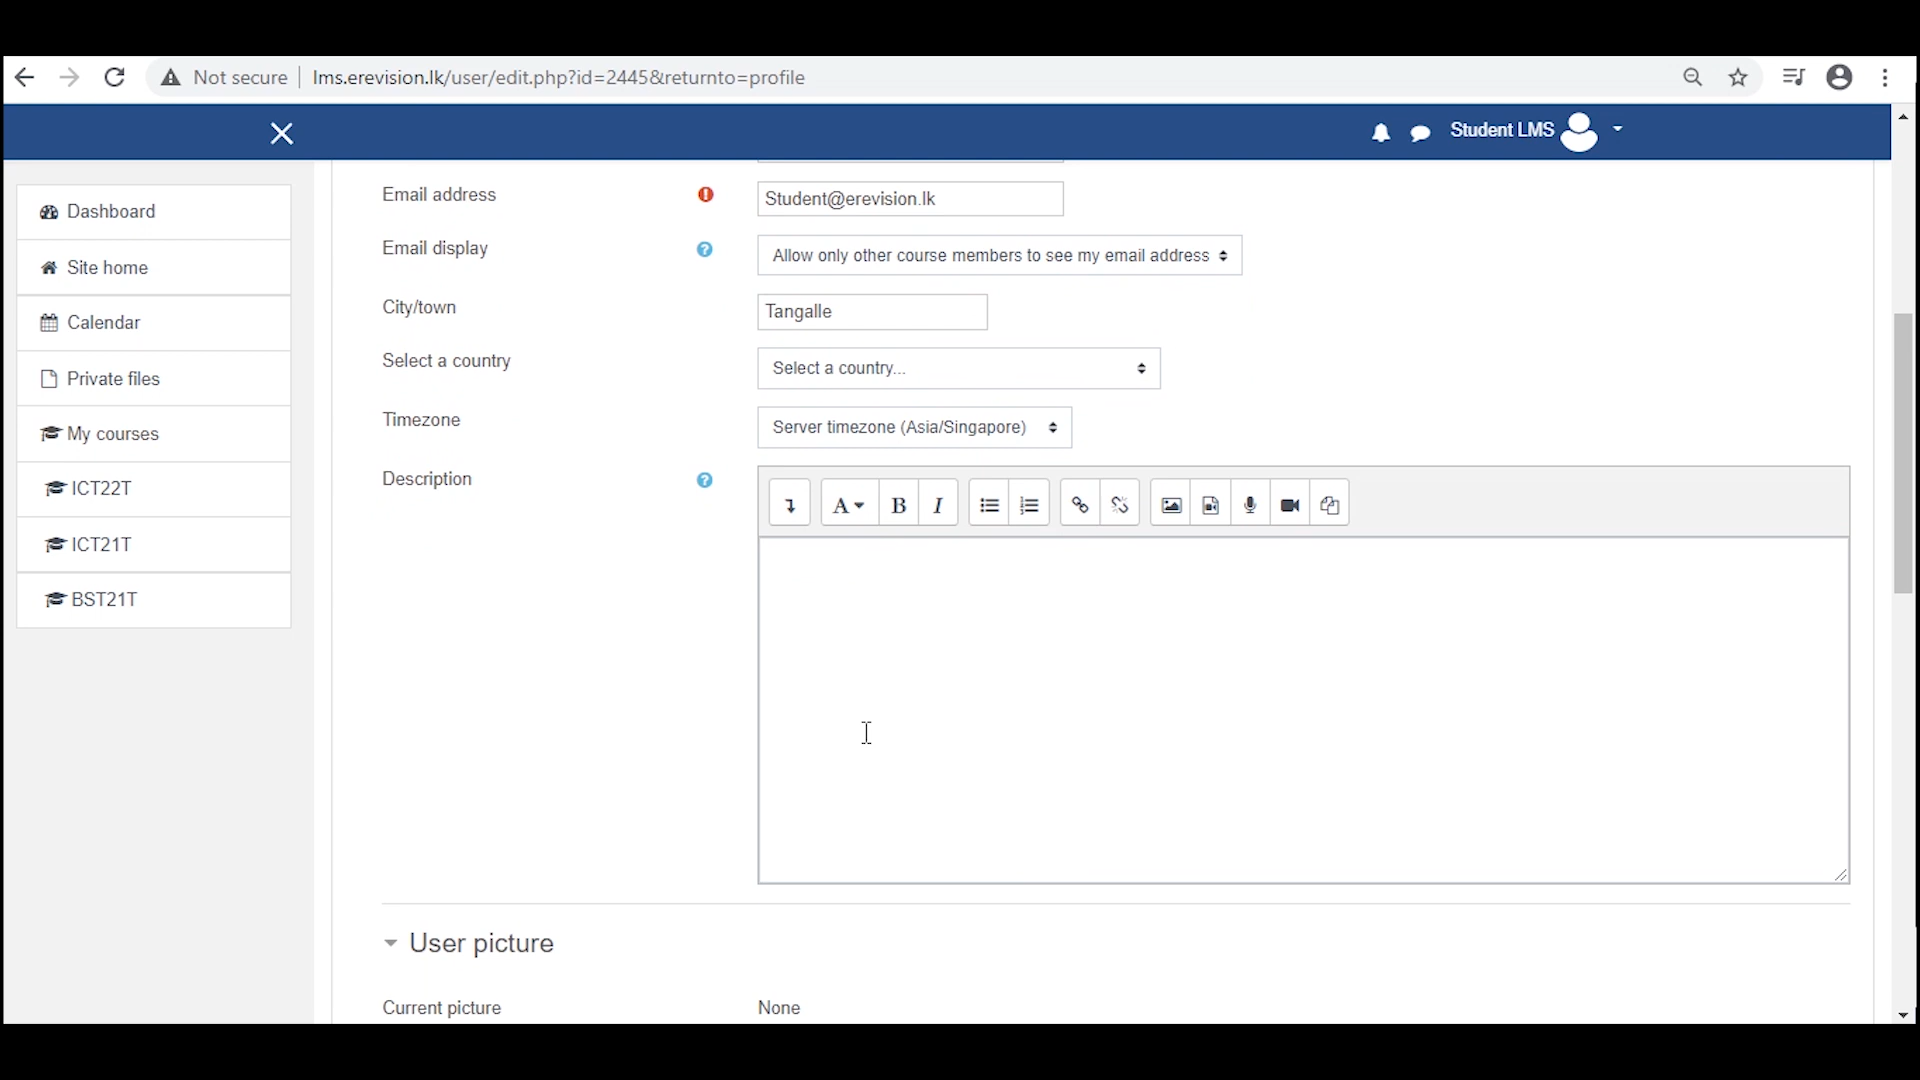 Not secure lms.erevision.lk/user/edit.php?id=2445&returnto=profile
Student LMS
Dashboard
Site home
Calendar
Private files
My courses
ICT22T
ICT21T
BST21T
Email address
Student@erevision.lk
Email display
Allow only other course members to see my email address
City/town
Tangalle
Select a country
Select a country...
Timezone
Server timezone (Asia/Singapore)
Description
A B I
User picture
Current picture
None